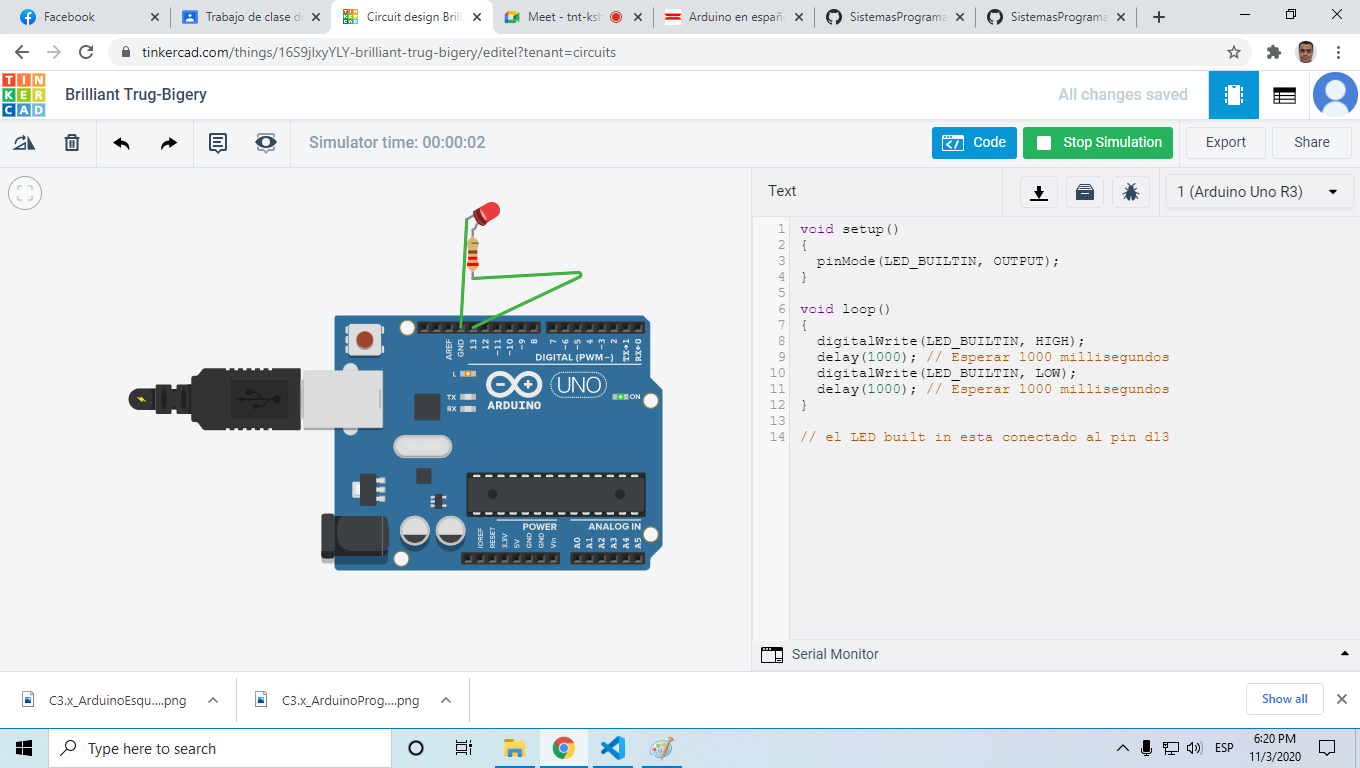 Facebook
Trabajo de clase d
Circuit design Bril
Meet - tnt-ksh
Arduino en españo
SistemasPrograma
SistemasPrograma
tinkercad.com/things/16S9jlxyYLY-brilliant-trug-bigery/editel?tenant=circuits
TIN
KER
CAD
Brilliant Trug-Bigery
All changes saved
Simulator time: 00:00:02
Code
Stop Simulation
Export
Share
Text
1 (Arduino Uno R3)
1 void setup()
2 {
3 pinMode(LED_BUILTIN, OUTPUT);
4 }
5
6 void loop()
7 {
8 digitalWrite(LED_BUILTIN, HIGH);
9 delay(1000); // Esperar 1000 millisegundos
10 digitalWrite(LED_BUILTIN, LOW);
11 delay(1000); // Esperar 1000 millisegundos
12 }
13
14 // el LED built in esta conectado al pin d13
AREF
GND
13
12
~11
~10
~9
8
7
~6
~5
4
~3
2
TX→1
RX←0
DIGITAL (PWM~)
L
TX
RX
ARDUINO
UNO
ON
POWER
ANALOG IN
IOREF
RESET
3.3V
5V
GND
GND
Vin
A0
A1
A2
A3
A4
A5
Serial Monitor
C3.x_ArduinoEsqu....png
C3.x_ArduinoProg....png
Show all
Type here to search
ESP
6:20 PM
11/3/2020